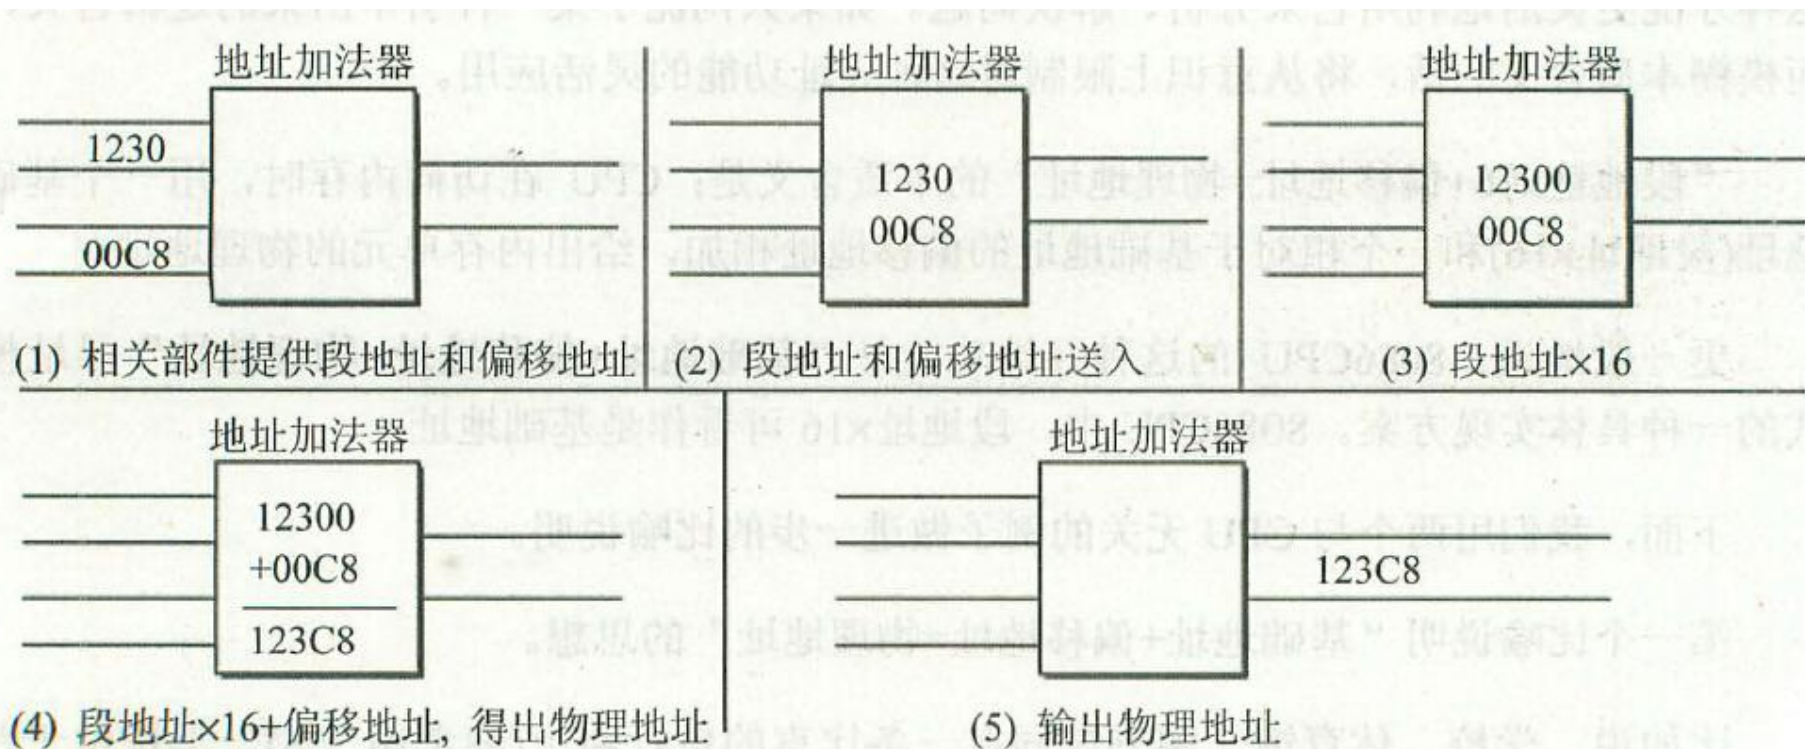 地址加法器
1230
00C8
(1) 相关部件提供段地址和偏移地址
地址加法器
1230
00C8
(2) 段地址和偏移地址送入
地址加法器
12300
00C8
(3) 段地址×16
地址加法器
12300
+00C8
123C8
(4) 段地址×16+偏移地址, 得出物理地址
地址加法器
123C8
(5) 输出物理地址